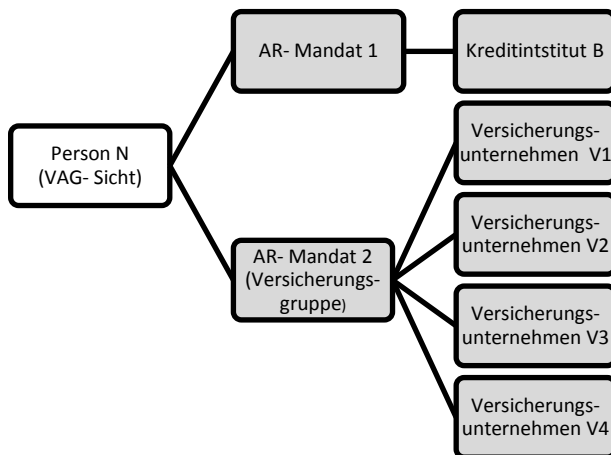 AR- Mandat 1
Kreditintstitut B
Person N
(VAG- Sicht)
AR- Mandat 2
(Versicherungs-
gruppe)
Versicherungs-
unternehmen V1
Versicherungs-
unternehmen V2
Versicherungs-
unternehmen V3
Versicherungs-
unternehmen V4